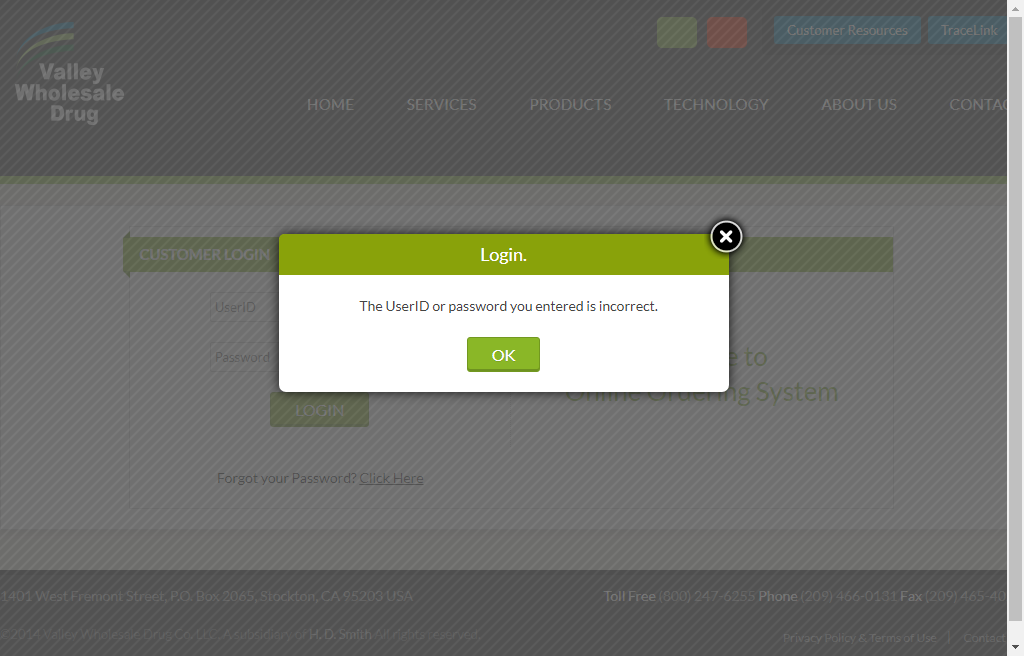 Customer Resources TraceLink
Valley
Wholesale
Drug
HOME SERVICES PRODUCTS TECHNOLOGY ABOUT US
CUSTOMER LOGIN
Login.
UserID
The UserID or password you entered is incorrect.
Password
OK
to
Online Ordering System
LOGIN
Forgot your Password? Click Here
1401 West Fremont Street, P.O. Box 2065, Stockton, CA 95203 USA
Toll Free (800) 247-6255 Phone (209) 466-0131 Fax (209) 465-40
©2014 Valley Wholesale Drug Co. LLC. A subsidiary of H. D. Smith All rights reserved.
Privacy Policy & Terms of Use | Contact